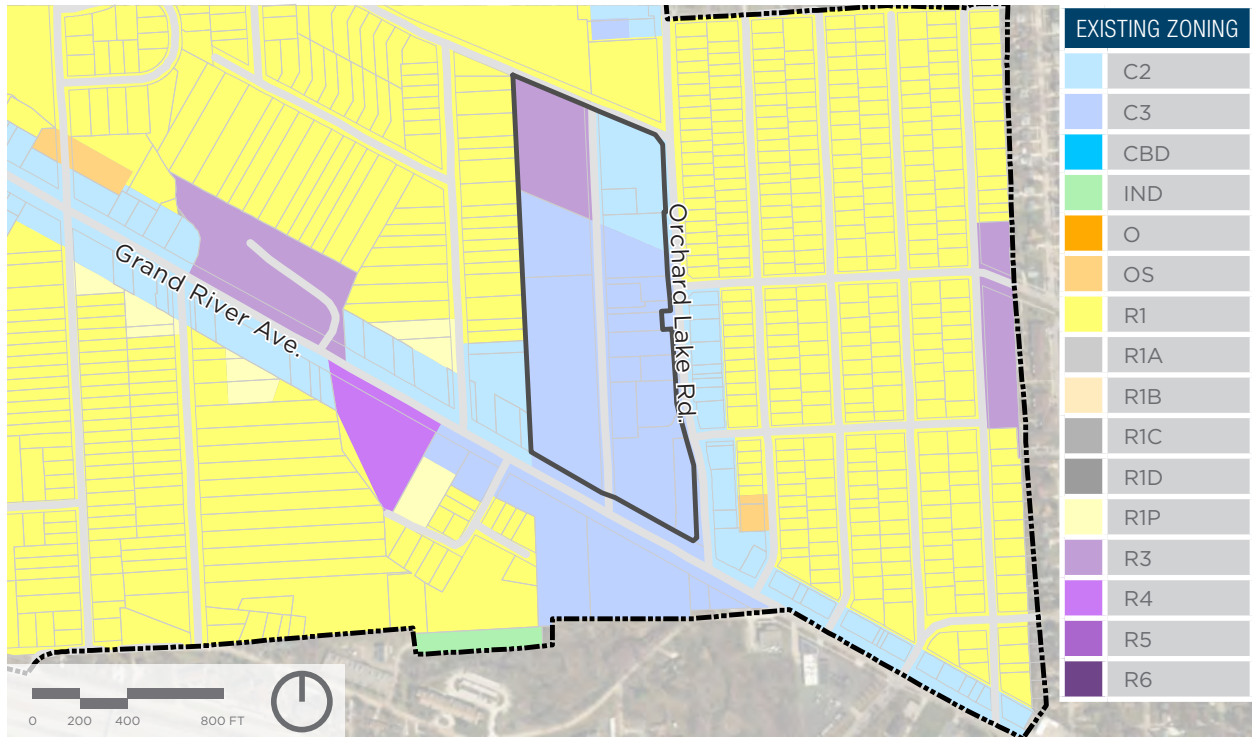 EXISTING ZONING
C2
C3
CBD
IND
O
OS
R1
R1A
R1B
R1C
R1D
R1P
R3
R4
R5
R6
Orchard Lake Rd.
Grand River Ave.
0 200 400 800 FT